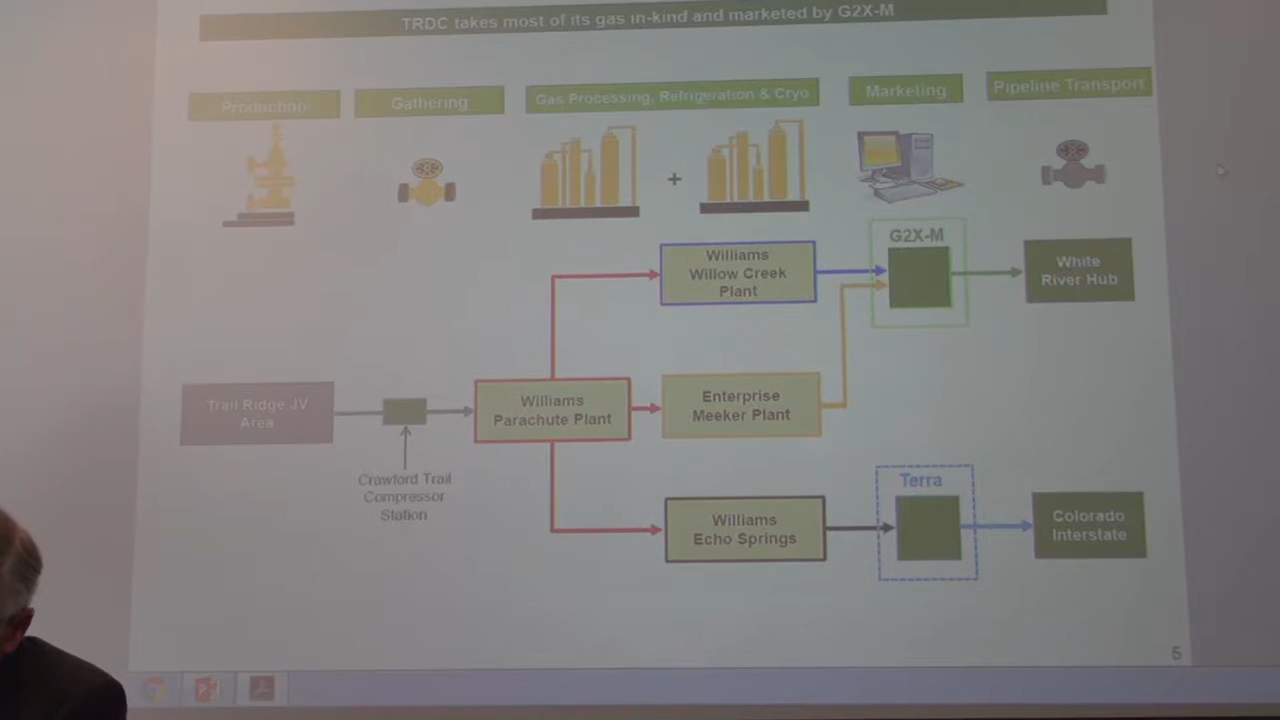 TRDC takes most of its gas in-kind and marketed by G2X-M
Production
Gathering
Gas Processing, Refrigeration & Cryo
Marketing
Pipeline Transport
+
G2X-M
Williams
Willow Creek
Plant
White
River Hub
Trail Ridge JV
Area
Williams
Parachute Plant
Enterprise
Meeker Plant
Crawford Trail
Compressor
Station
Terra
Williams
Echo Springs
Colorado
Interstate
5